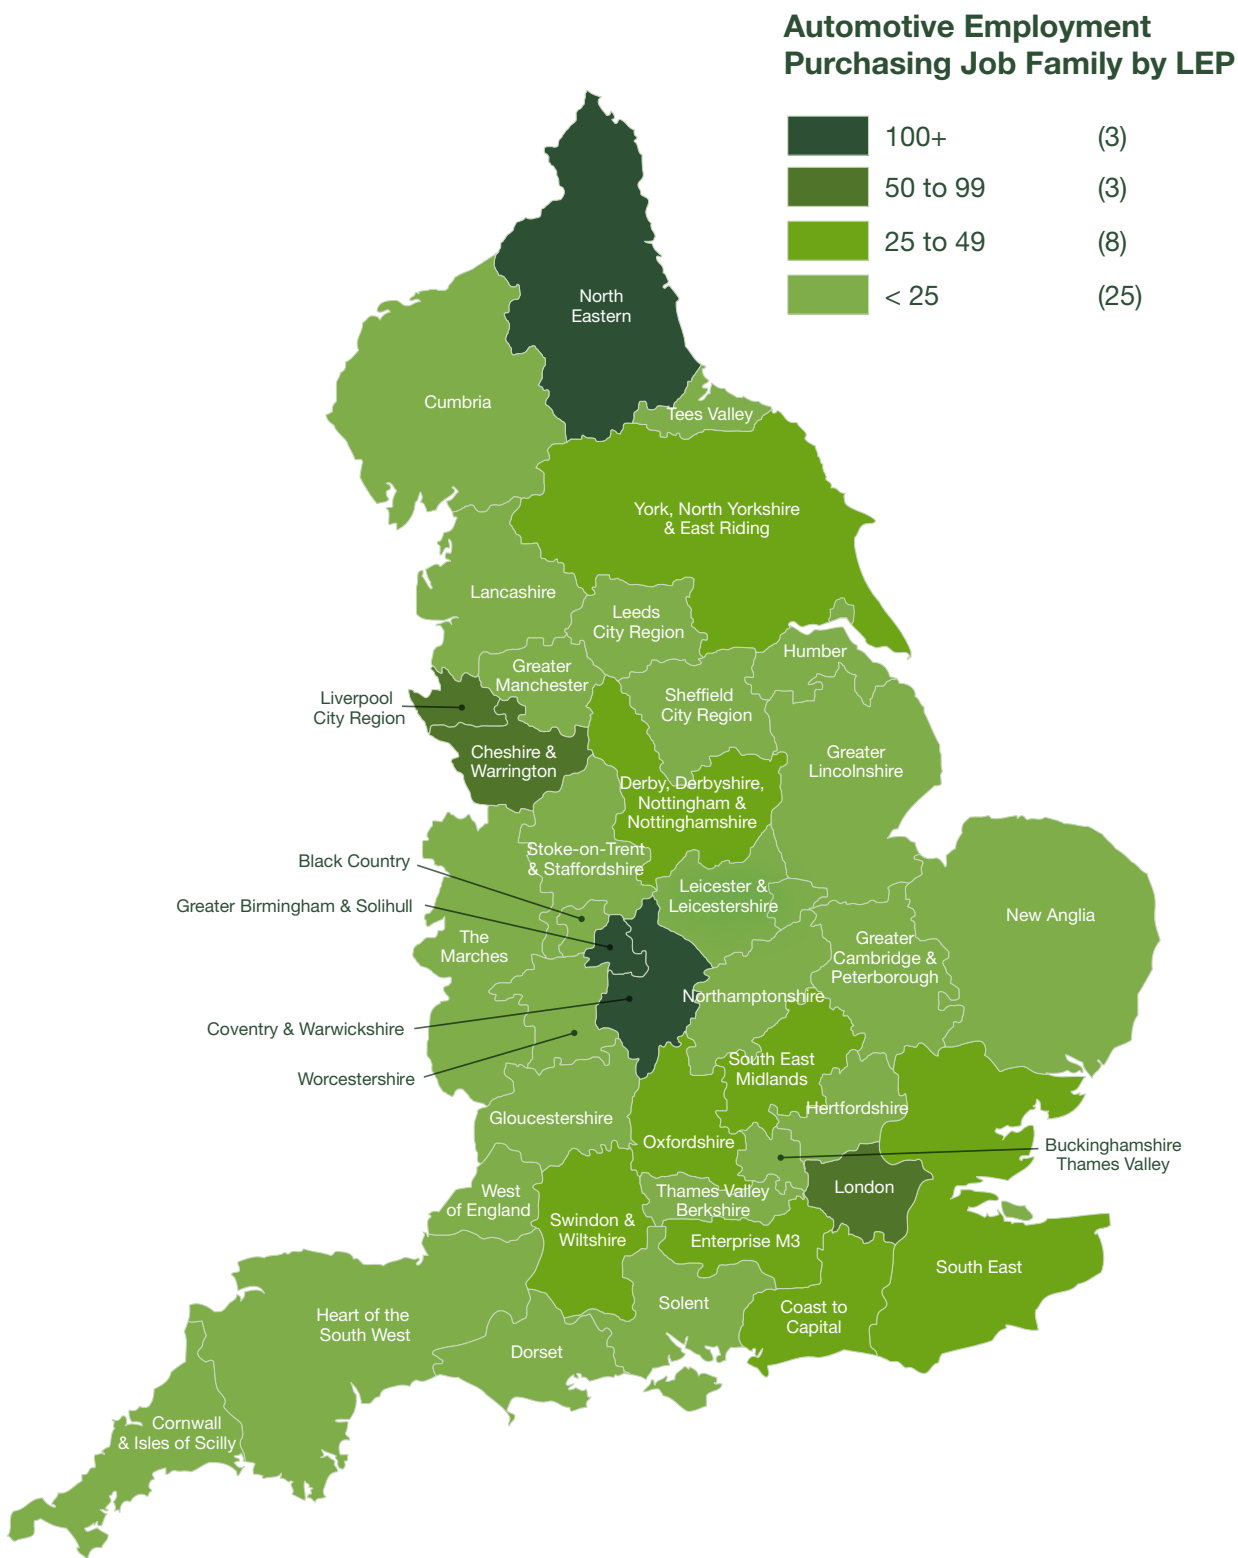 Automotive Employment
Purchasing Job Family by LEP
100+ (3)
50 to 99 (3)
25 to 49 (8)
< 25 (25)
North
Eastern
Cumbria
Tees Valley
York, North Yorkshire
& East Riding
Lancashire
Leeds
City Region
Humber
Greater
Manchester
Sheffield
City Region
Liverpool
City Region
Cheshire &
Warrington
Greater
Lincolnshire
Derby, Derbyshire,
Nottingham &
Nottinghamshire
Stoke-on-Trent
& Staffordshire
Black Country
Leicester &
Leicestershire
Greater Birmingham & Solihull
New Anglia
The
Marches
Greater
Cambridge &
Peterborough
Northamptonshire
Coventry & Warwickshire
South East
Midlands
Worcestershire
Hertfordshire
Gloucestershire
Oxfordshire
Buckinghamshire
Thames Valley
London
West
of England
Thames Valley
Berkshire
Swindon &
Wiltshire
Enterprise M3
South East
Solent
Coast to
Capital
Heart of the
South West
Dorset
Cornwall
& Isles of Scilly